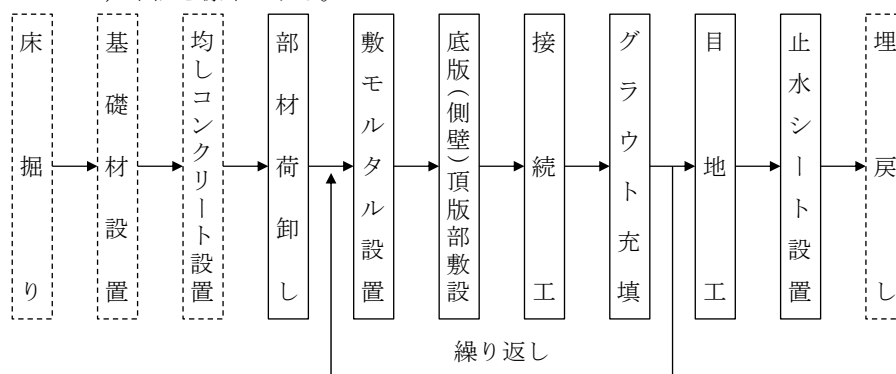 床掘り
基礎材設置
均しコンクリート設置
部材荷卸し
敷モルタル設置
底版(側壁)頂版部敷設
接続工
グラウト充填
目地工
止水シート設置
埋戻し
繰り返し